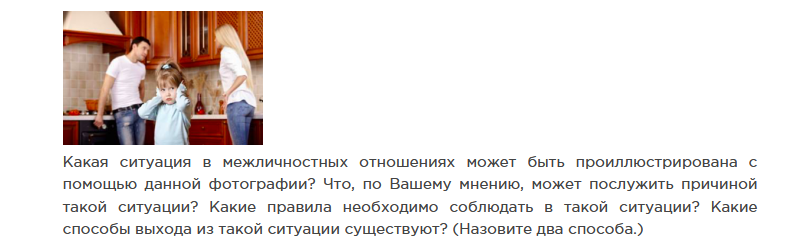 Какая ситуация в межличностных отношениях может быть проиллюстрирована с
помощью данной фотографии? Что, по Вашему мнению, может послужить причиной
такой ситуации? Какие правила необходимо соблюдать в такой ситуации? Какие
способы выхода из такой ситуации существуют? (Назовите два способа.)